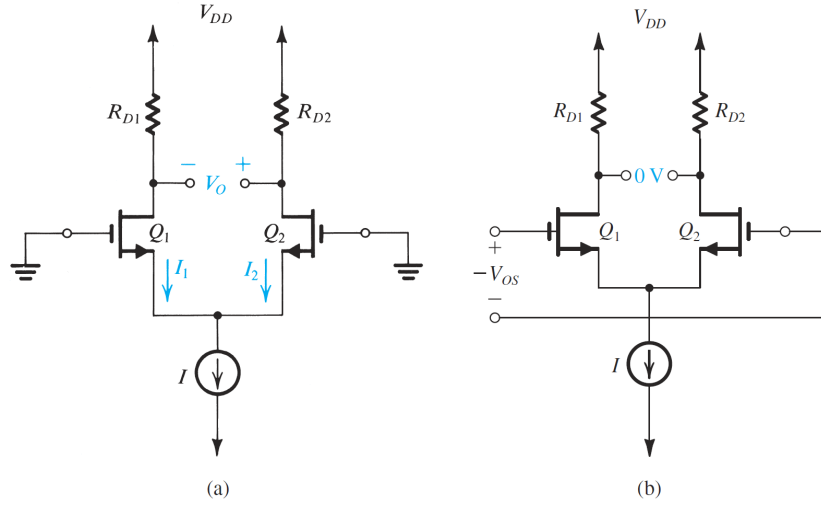 V_DD
R_D1 R_D2
− V_O +
Q_1 Q_2
I_1 I_2
I
(a)
V_DD
R_D1 R_D2
0 V
Q_1 Q_2
+
−V_OS
−
I
(b)